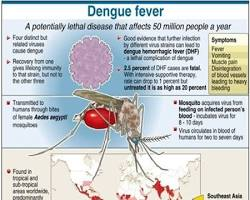 Dengue fever
A potentially lethal disease that affects 50 million people a year
Four distinct but
related viruses
cause dengue
Recovery from one
gives lifelong immunity
to that strain, but not to
the other three
Good evidence that further infection
by different virus strains can lead to
dengue hemorrhagic fever (DHF)
- a lethal complication of dengue
2.5 percent of DHF cases are fatal.
With intensive supportive therapy,
rate can drop to 1 percent but
untreated it is as high as 20 percent
Symptoms
Fever
Vomiting
Muscle pain
Disintegration
of blood vessels
leading to heavy
bleeding
Transmitted to
humans through bites
of female Aedes aegypti
mosquitoes
Mosquito acquires virus from
feeding on infected person's
blood - incubates virus for
8 - 10 days
Virus circulates in blood of
humans for two to seven days
Found in
tropical and
sub-tropical
areas worldwide,
predominantly
Southeast Asia